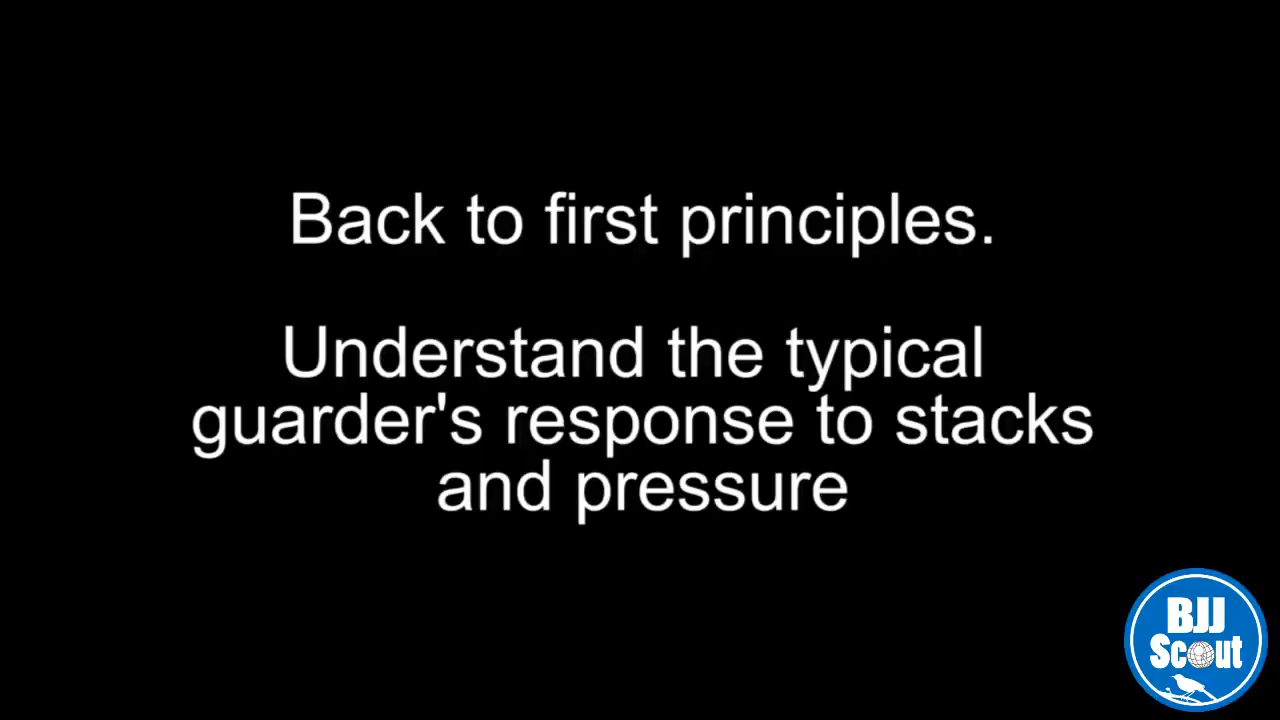 Back to first principles.
Understand the typical
guarder's response to stacks
and pressure
BJJ
Scout